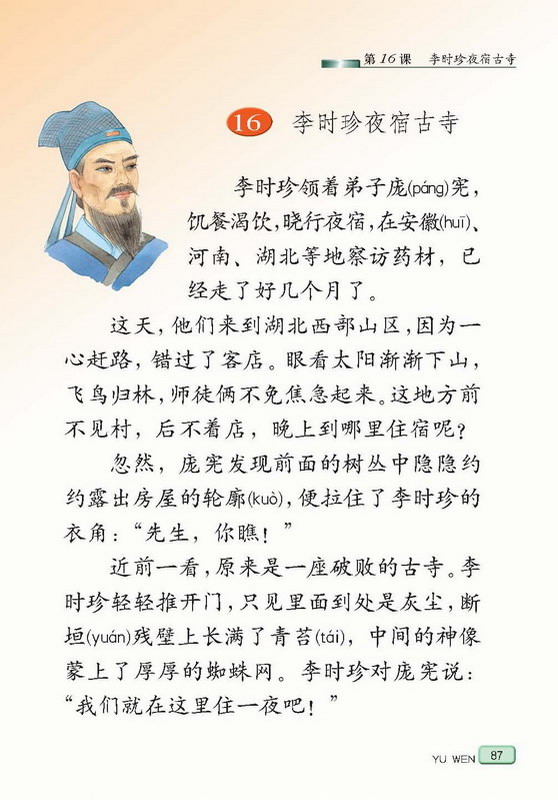 第16课 李时珍夜宿古寺
16 李时珍夜宿古寺
李时珍领着弟子庞(páng)宪，
饥餐渴饮，晓行夜宿，在安徽(huī)、
河南、湖北等地察访药材，已
经走了好几个月了。
这天，他们来到湖北西部山区，因为一
心赶路，错过了客店。眼看太阳渐渐下山，
飞鸟归林，师徒俩不免焦急起来。这地方前
不见村，后不着店，晚上到哪里住宿呢？
忽然，庞宪发现前面的树丛中隐隐约
约露出房屋的轮廓(kuò)，便拉住了李时珍的
衣角：“先生，你瞧！”
近前一看，原来是一座破败的古寺。李
时珍轻轻推开门，只见里面到处是灰尘，断
垣(yuán)残壁上长满了青苔(tái)，中间的神像
蒙上了厚厚的蜘蛛网。李时珍对庞宪说：
“我们就在这里住一夜吧！”
YU WEN 87